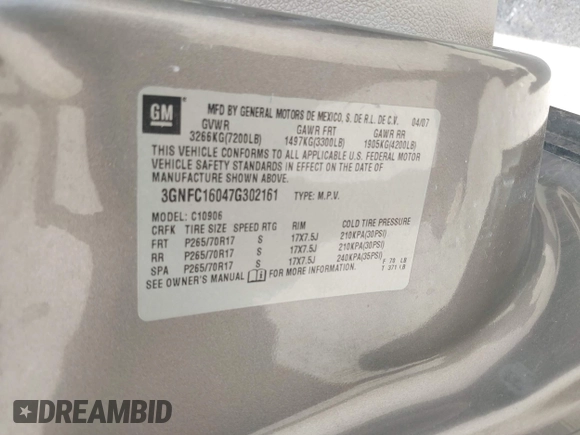 GM
MFD BY GENERAL MOTORS DE MEXICO, S. DE R.L. DE C.V. 04/07
GVWR GAWR FRT GAWR RR
3266KG(7200LB) 1497KG(3300LB) 1905KG(4200LB)
THIS VEHICLE CONFORMS TO ALL APPLICABLE U.S. FEDERAL MOTOR
VEHICLE SAFETY STANDARDS IN EFFECT ON THE DATE OF
MANUFACTURE SHOWN ABOVE.
3GNFC16047G302161 TYPE: M.P.V.
MODEL: C10906
CRFK TIRE SIZE SPEED RTG RIM COLD TIRE PRESSURE
FRT P265/70R17 S 17X7.5J 210KPA(30PSI)
RR P265/70R17 S 17X7.5J 210KPA(30PSI)
SPA P265/70R17 S 17X7.5J 240KPA(35PSI)
F 78 LB
T 371 LB
SEE OWNER'S MANUAL FOR MORE INFORMATION.
DREAMBID